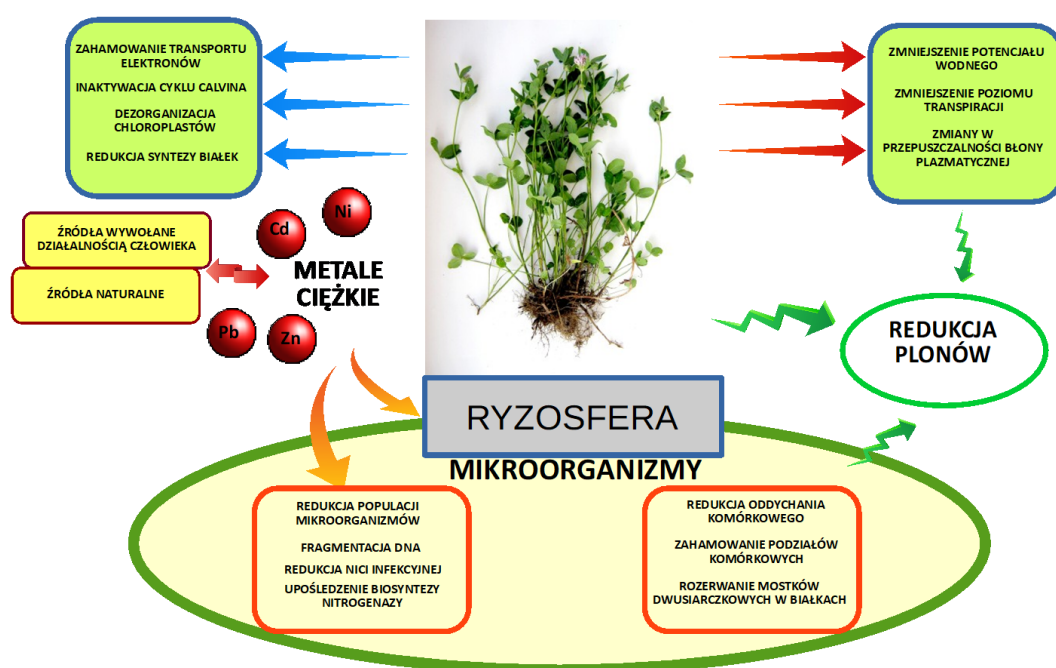 ZAHAMOWANIE TRANSPORTU
ELEKTRONÓW
INAKTYWACJA CYKLU CALVINA
DEZORGANIZACJA
CHLOROPLASTÓW
REDUKCJA SYNTEZY BIAŁEK
ZMNIEJSZENIE POTENCJAŁU
WODNEGO
ZMNIEJSZENIE POZIOMU
TRANSPIRACJI
ZMIANY W
PRZEPUSZCZALNOŚCI BŁONY
PLAZMATYCZNEJ
ŹRÓDŁA WYWOŁANE
DZIAŁALNOŚCIĄ CZŁOWIEKA
ŹRÓDŁA NATURALNE
Cd
Ni
METALE
CIĘŻKIE
Pb
Zn
REDUKCJA
PLONÓW
RYZOSFERA
MIKROORGANIZMY
REDUKCJA POPULACJI
MIKROORGANIZMÓW
FRAGMENTACJA DNA
REDUKCJA NICI INFEKCYJNEJ
UPOŚLEDZENIE BIOSYNTEZY
NITROGENAZY
REDUKCJA ODDYCHANIA
KOMÓRKOWEGO
ZAHAMOWANIE PODZIAŁÓW
KOMÓRKOWYCH
ROZERWANIE MOSTKÓW
DWUSIARCZKOWYCH W BIAŁKACH